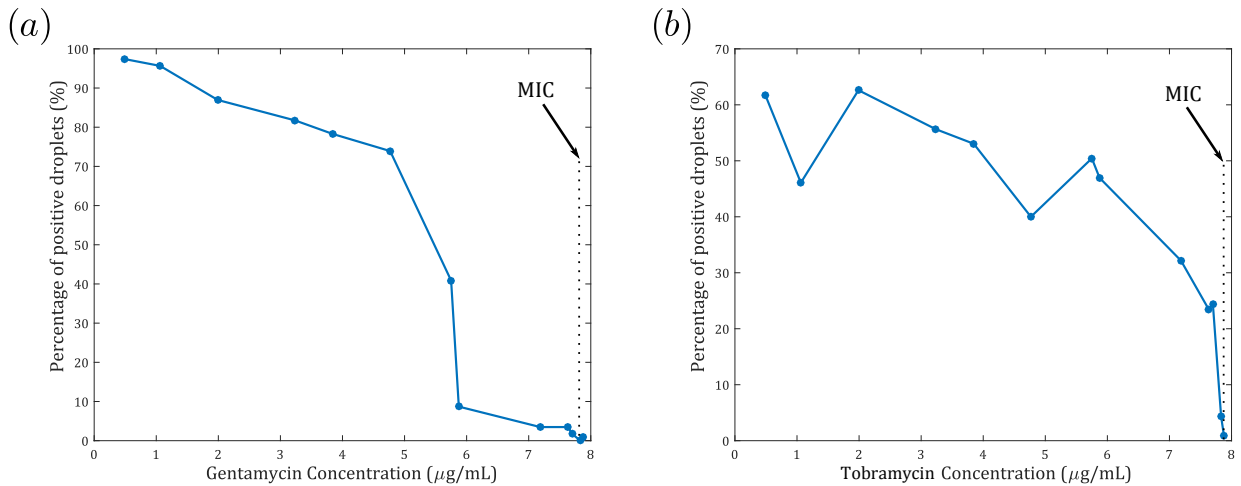 (a)
100
90
80
70
60
50
40
30
20
10
0
Percentage of positive droplets (%)
MIC
0 1 2 3 4 5 6 7 8
Gentamycin Concentration (μg/mL)
(b)
70
60
50
40
30
20
10
0
Percentage of positive droplets (%)
MIC
0 1 2 3 4 5 6 7 8
Tobramycin Concentration (μg/mL)